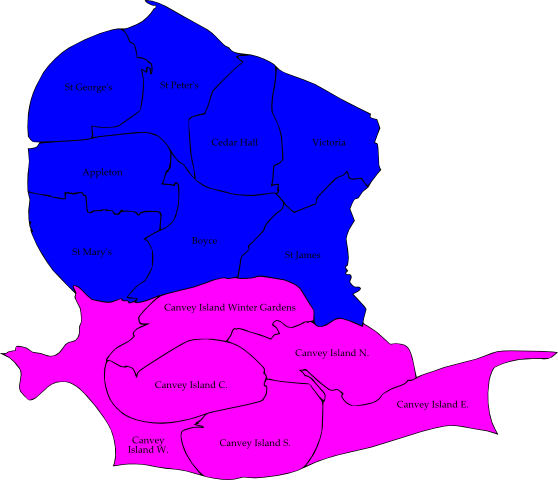 St George's
St Peter's
Cedar Hall
Victoria
Appleton
St Mary's
Boyce
St James
Canvey Island Winter Gardens
Canvey Island N.
Canvey Island C.
Canvey Island E.
Canvey
Island W.
Canvey Island S.